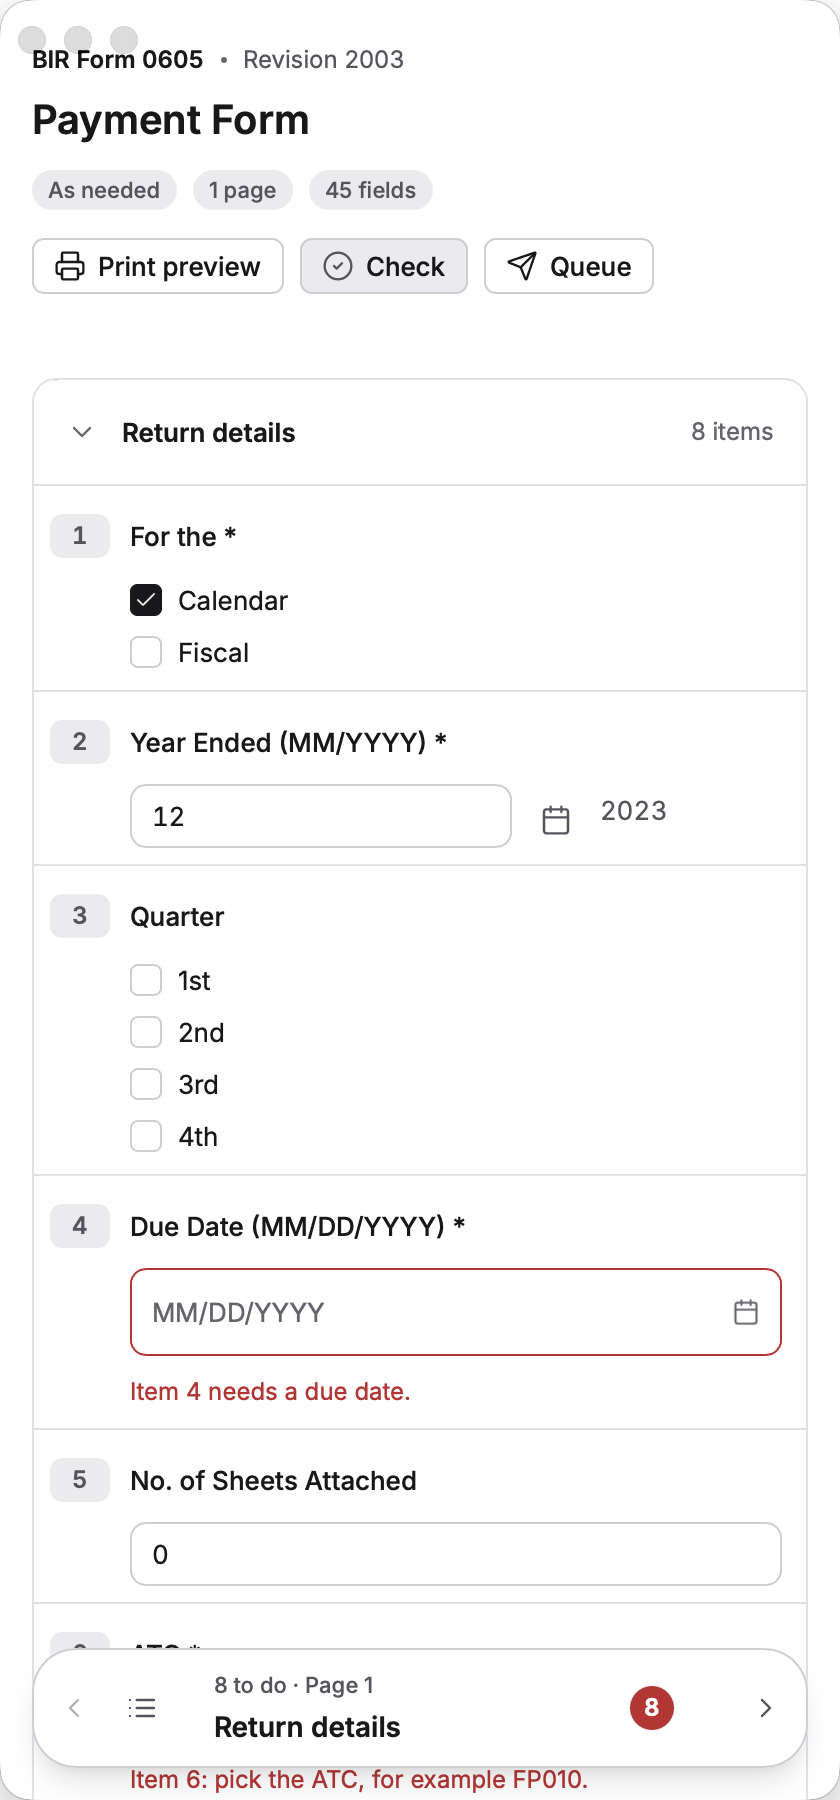 BIR Form 0605 • Revision 2003
Payment Form
As needed 1 page 45 fields
Print preview Check Queue
Return details 8 items
1 For the *
Calendar
Fiscal
2 Year Ended (MM/YYYY) *
12 2023
3 Quarter
1st
2nd
3rd
4th
4 Due Date (MM/DD/YYYY) *
MM/DD/YYYY
Item 4 needs a due date.
5 No. of Sheets Attached
0
8 to do · Page 1
Return details 8
Item 6: pick the ATC, for example FP010.